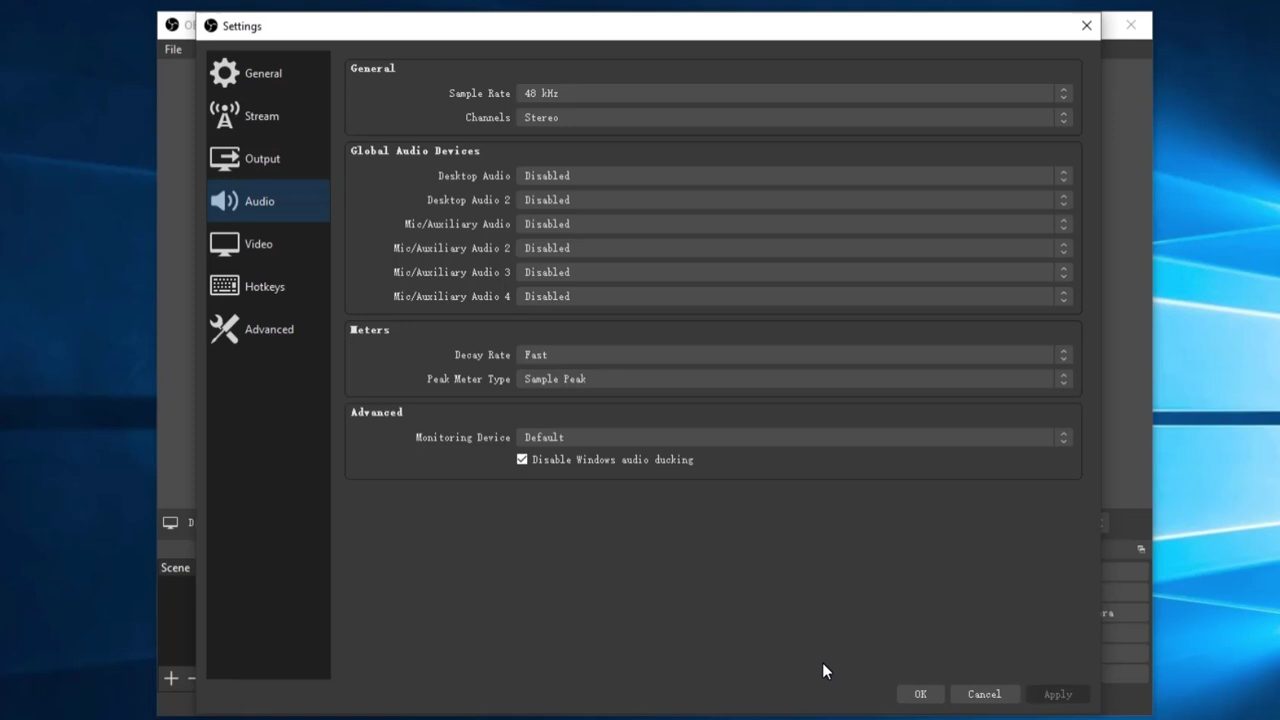 Settings
File
General
Stream
Output
Audio
Video
Hotkeys
Advanced
General
Sample Rate 48 kHz
Channels Stereo
Global Audio Devices
Desktop Audio Disabled
Desktop Audio 2 Disabled
Mic/Auxiliary Audio Disabled
Mic/Auxiliary Audio 2 Disabled
Mic/Auxiliary Audio 3 Disabled
Mic/Auxiliary Audio 4 Disabled
Meters
Decay Rate Fast
Peak Meter Type Sample Peak
Advanced
Monitoring Device Default
Disable Windows audio ducking
Scene
OK Cancel Apply